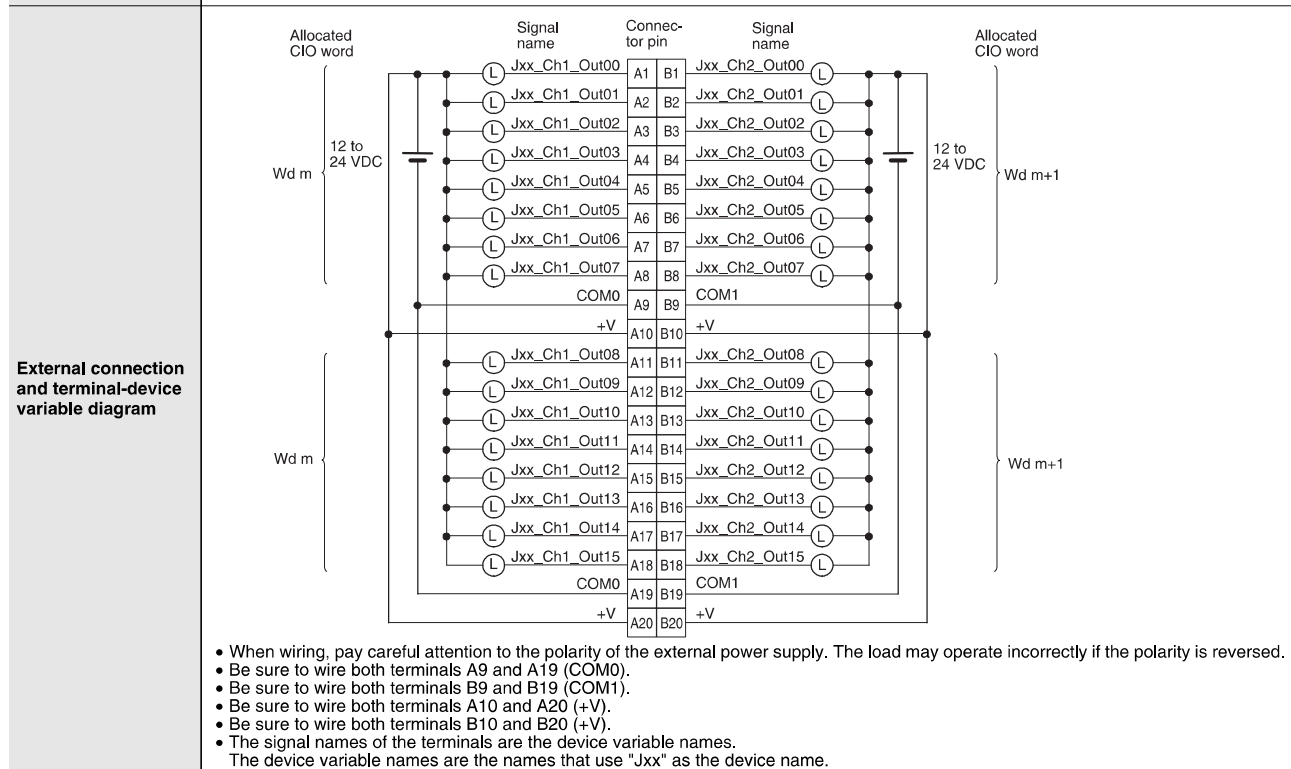 External connection
and terminal-device
variable diagram
Allocated
CIO word
Signal
name
Connec-
tor pin
Signal
name
Allocated
CIO word
L Jxx_Ch1_Out00 A1 B1 Jxx_Ch2_Out00 L
L Jxx_Ch1_Out01 A2 B2 Jxx_Ch2_Out01 L
L Jxx_Ch1_Out02 A3 B3 Jxx_Ch2_Out02 L
12 to
24 VDC
L Jxx_Ch1_Out03 A4 B4 Jxx_Ch2_Out03 L
12 to
24 VDC
Wd m
Wd m+1
L Jxx_Ch1_Out04 A5 B5 Jxx_Ch2_Out04 L
L Jxx_Ch1_Out05 A6 B6 Jxx_Ch2_Out05 L
L Jxx_Ch1_Out06 A7 B7 Jxx_Ch2_Out06 L
L Jxx_Ch1_Out07 A8 B8 Jxx_Ch2_Out07 L
COM0 A9 B9 COM1
+V A10 B10 +V
L Jxx_Ch1_Out08 A11 B11 Jxx_Ch2_Out08 L
L Jxx_Ch1_Out09 A12 B12 Jxx_Ch2_Out09 L
L Jxx_Ch1_Out10 A13 B13 Jxx_Ch2_Out10 L
L Jxx_Ch1_Out11 A14 B14 Jxx_Ch2_Out11 L
Wd m
Wd m+1
L Jxx_Ch1_Out12 A15 B15 Jxx_Ch2_Out12 L
L Jxx_Ch1_Out13 A16 B16 Jxx_Ch2_Out13 L
L Jxx_Ch1_Out14 A17 B17 Jxx_Ch2_Out14 L
L Jxx_Ch1_Out15 A18 B18 Jxx_Ch2_Out15 L
COM0 A19 B19 COM1
+V A20 B20 +V
• When wiring, pay careful attention to the polarity of the external power supply. The load may operate incorrectly if the polarity is reversed.
• Be sure to wire both terminals A9 and A19 (COM0).
• Be sure to wire both terminals B9 and B19 (COM1).
• Be sure to wire both terminals A10 and A20 (+V).
• Be sure to wire both terminals B10 and B20 (+V).
• The signal names of the terminals are the device variable names.
The device variable names are the names that use "Jxx" as the device name.